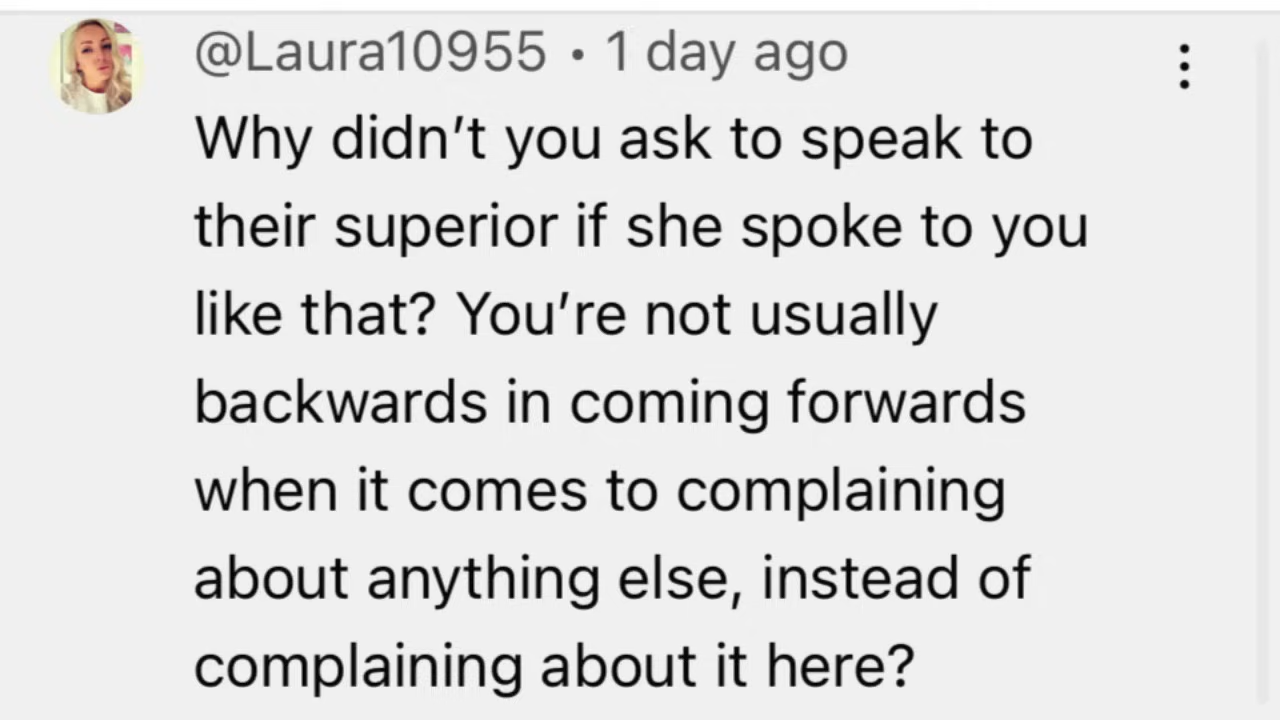 @Laura10955 • 1 day ago
Why didn’t you ask to speak to
their superior if she spoke to you
like that? You’re not usually
backwards in coming forwards
when it comes to complaining
about anything else, instead of
complaining about it here?